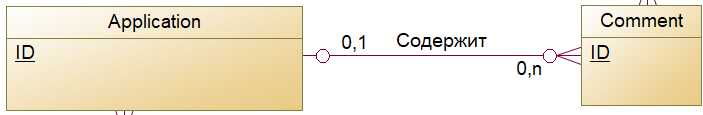 Application
ID
0,1
Содержит
0,n
Comment
ID